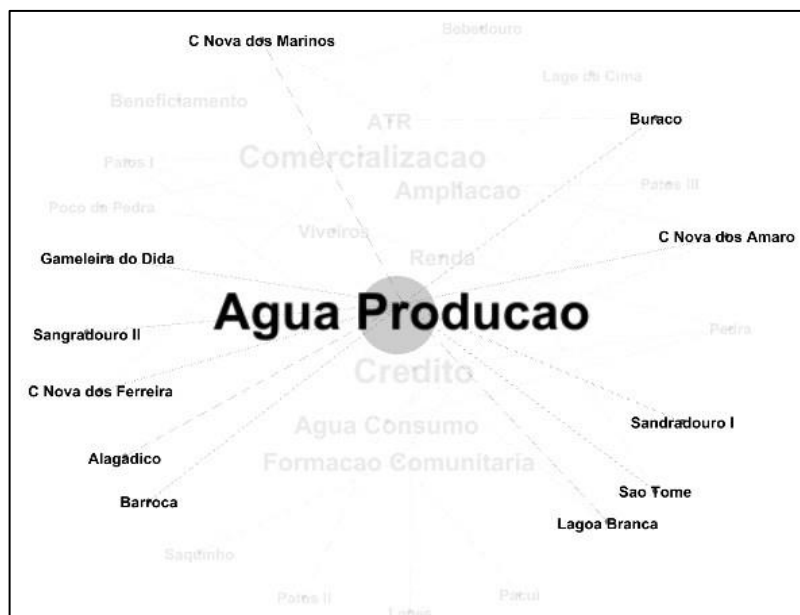 Bebedouro
C Nova dos Marinos
Lage de Cima
Beneficiamento
Buraco
ATR
Comercializacao
Patos I
Ampliacao
Patos III
Poco da Pedra
Viveiros
C Nova dos Amaro
Gameleira do Dida
Renda
Agua Producao
Pedra
Sangradouro II
Credito
C Nova dos Ferreira
Sandradouro I
Agua Consumo
Alagadico
Formacao Comunitaria
Sao Tome
Barroca
Lagoa Branca
Saquinho
Pacui
Patos II